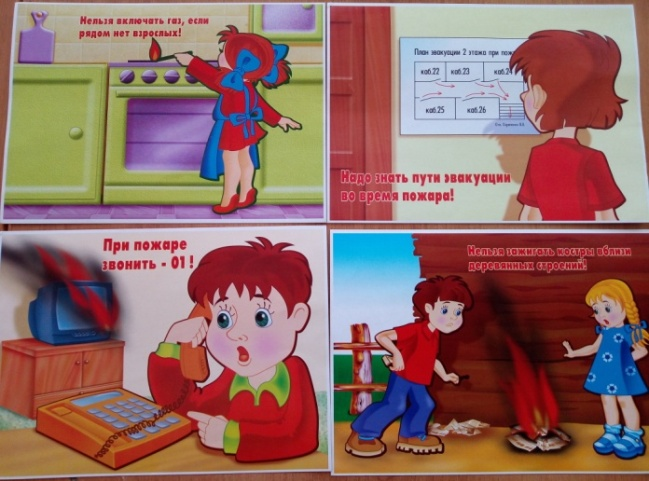 Нельзя включать газ, если
рядом нет взрослых!
План эвакуации 2 этажа при пожа
каб.22 каб.23 каб.24
каб.25 каб.26
Надо знать пути эвакуации
во время пожара!
При пожаре
звонить - 01!
Нельзя зажигать костры вблизи
деревянных строений!